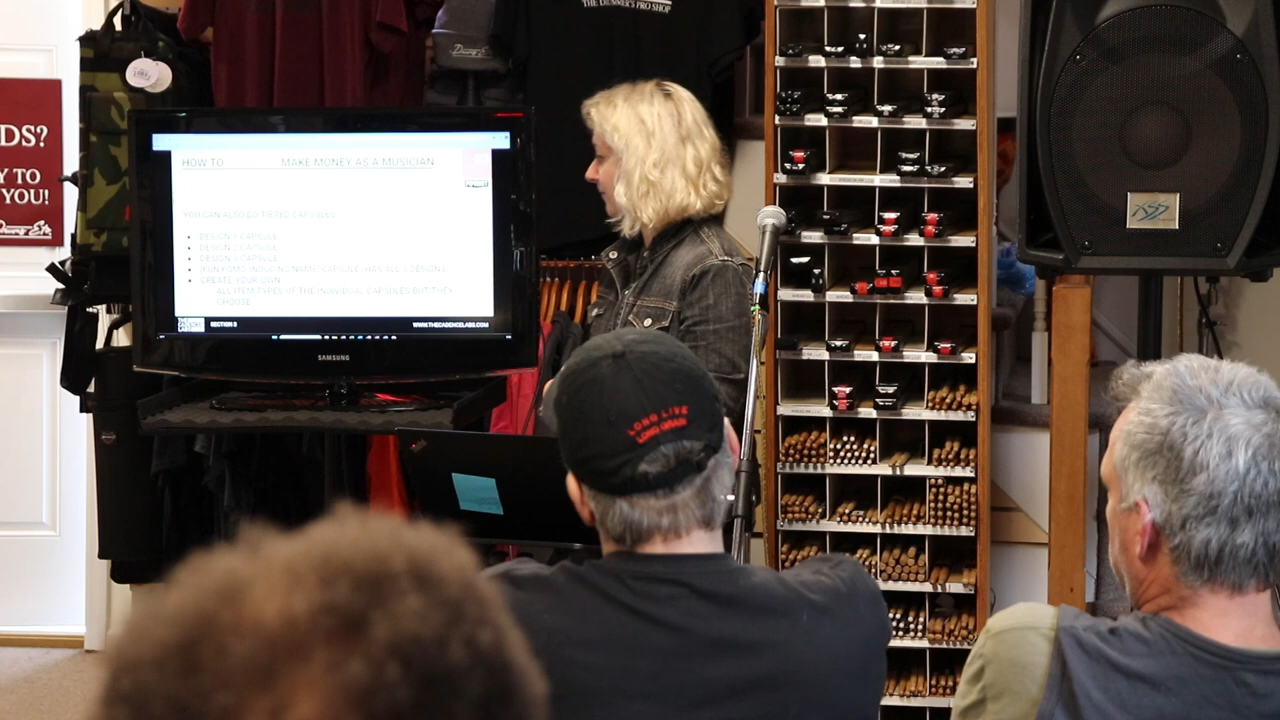 THE DRUMMER'S PRO SHOP
DS?
Y TO
YOU!
HOW TO MAKE MONEY AS A MUSICIAN
YOU CAN ALSO DO TIERED CAPSULES
DESIGN 1 CAPSULE
DESIGN 2 CAPSULE
DESIGN 3 CAPSULE
CREATE YOUR OWN
ALL ITEM TYPES OF THE INDIVIDUAL CAPSULES BUT THEY
CHOOSE
SECTION 3
WWW.THECADENCELABS.COM
SAMSUNG
LONG LIVE
LONG GRAIN
XSS